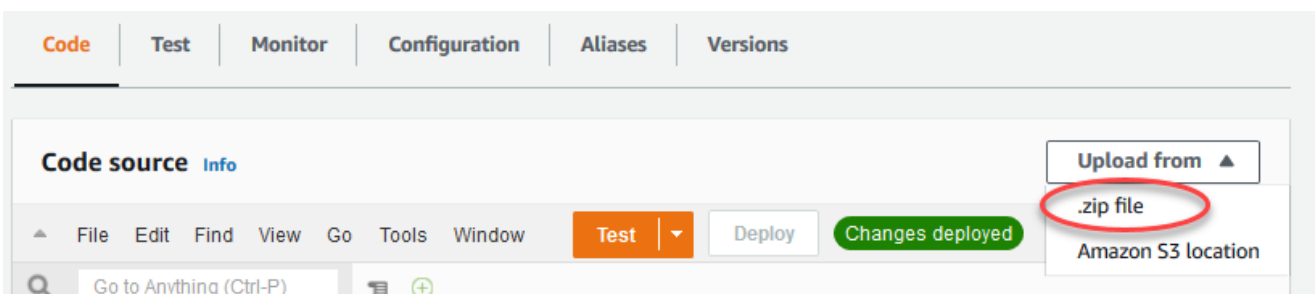 Code Test Monitor Configuration Aliases Versions
Code source Info
Upload from
.zip file
Amazon S3 location
File Edit Find View Go Tools Window
Test Deploy Changes deployed
Go to Anything (Ctrl-P)